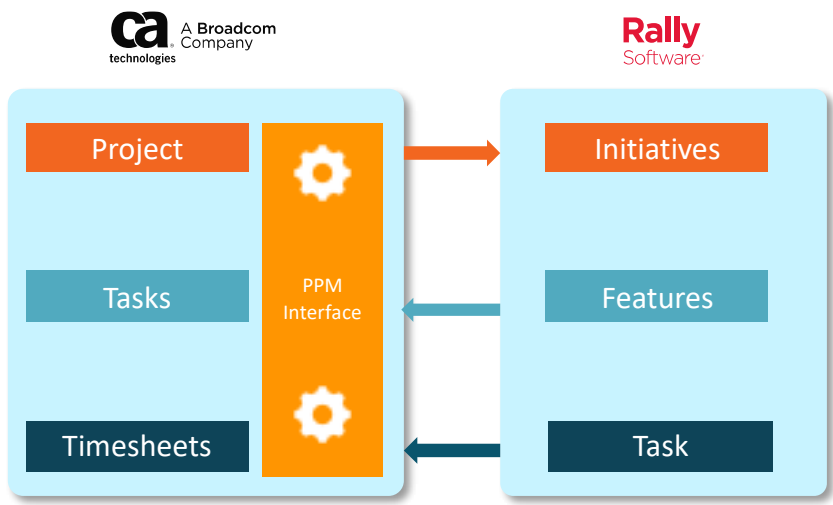 ca
technologies
A Broadcom
Company
Rally
Software
Project
Initiatives
Tasks
PPM
Interface
Features
Timesheets
Task